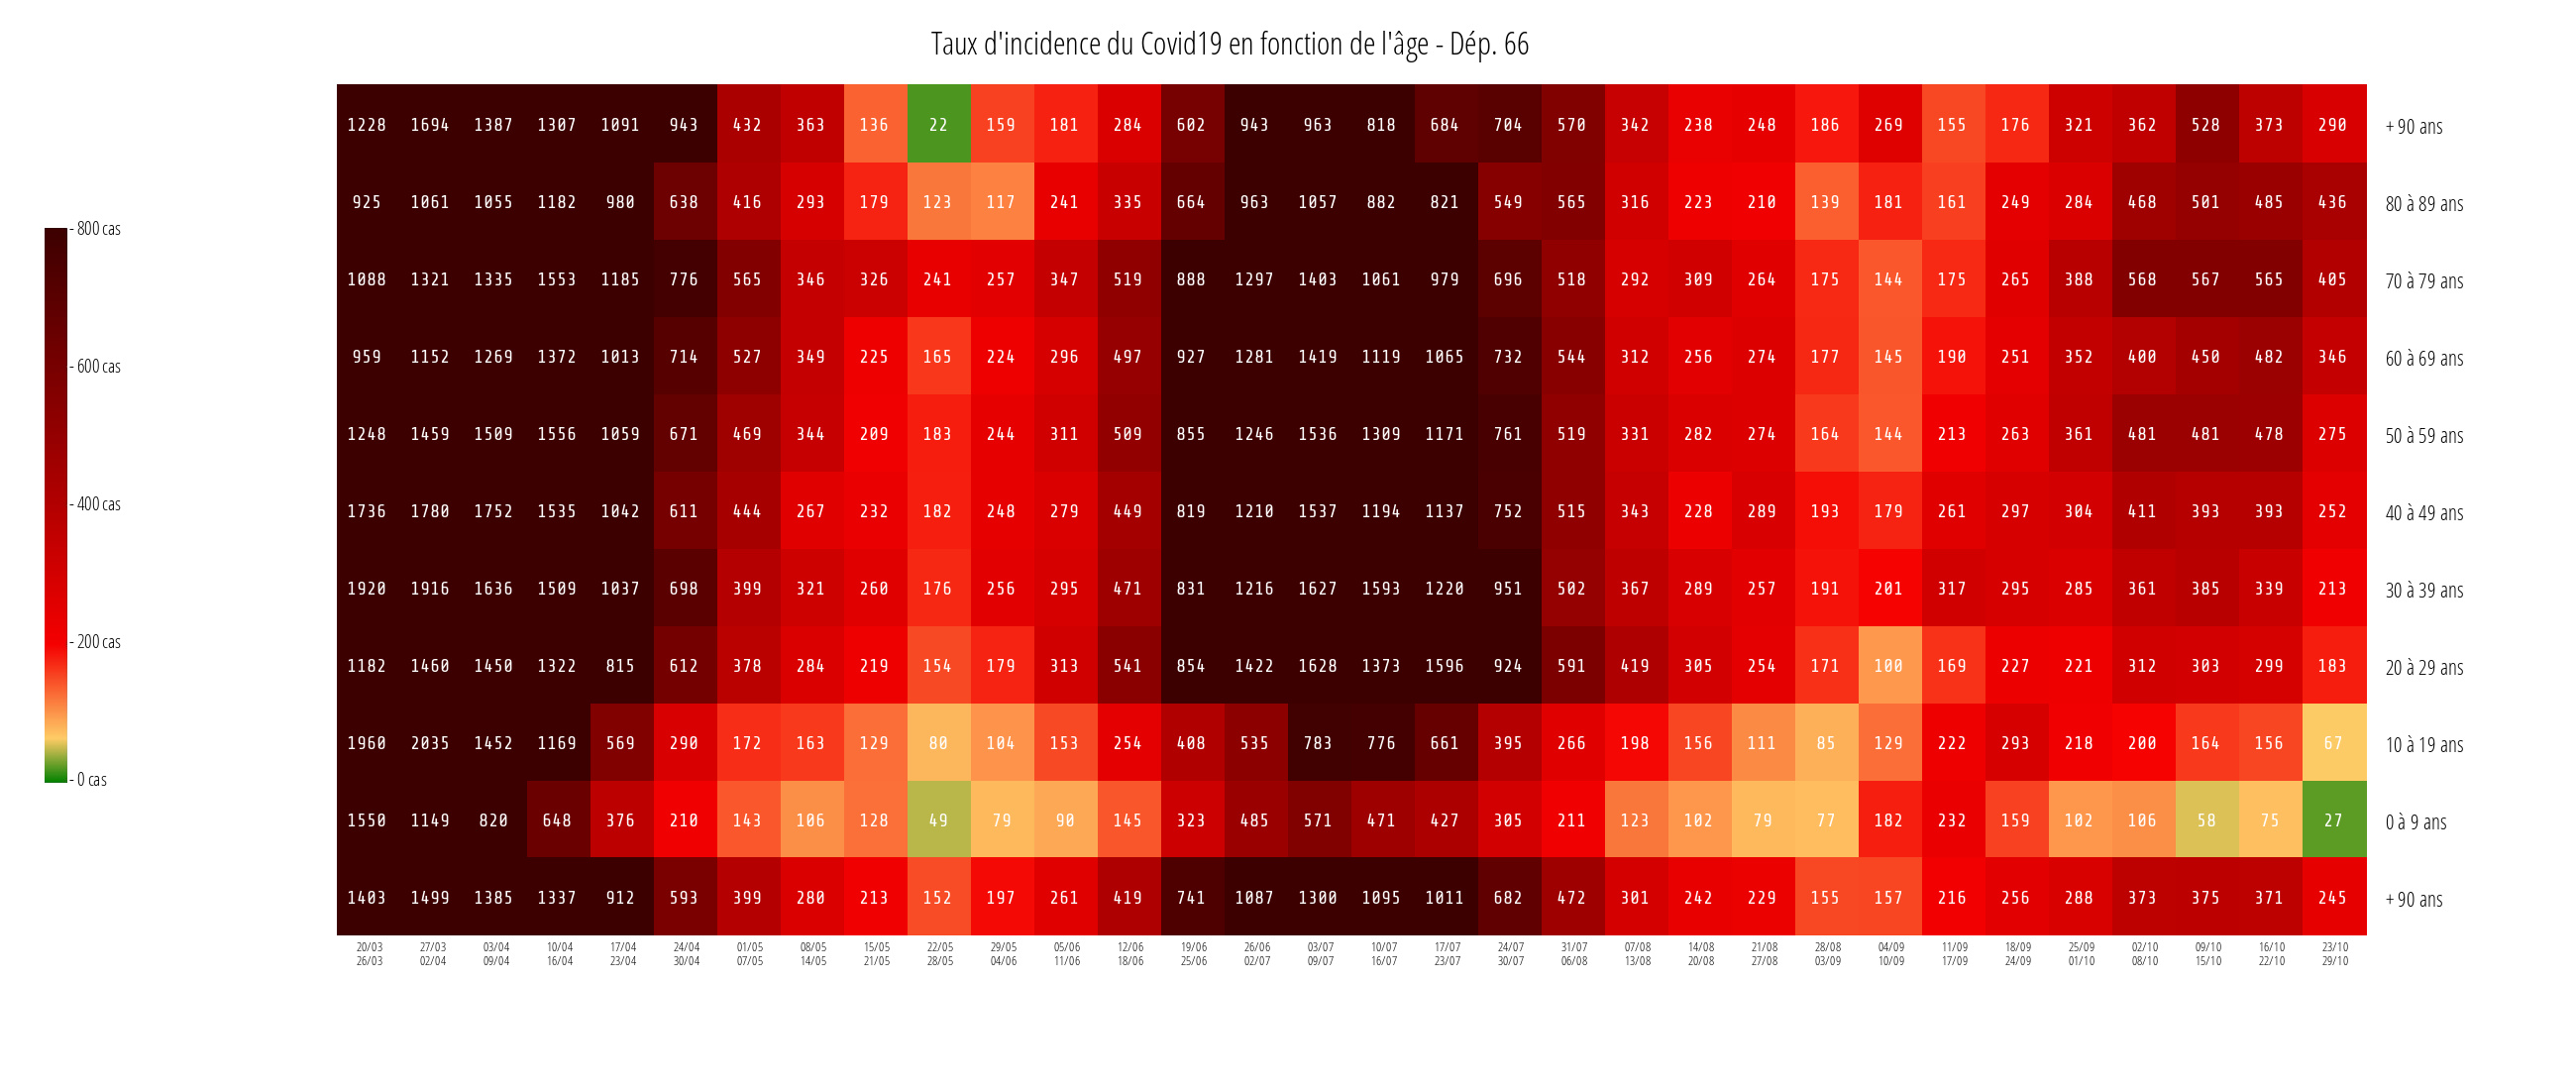 Taux d'incidence du Covid19 en fonction de l'âge - Dép. 66
- 800 cas
- 600 cas
- 400 cas
- 200 cas
- 0 cas
1228 1694 1387 1307 1091 943 432 363 136 22 159 181 284 602 943 963 818 684 704 570 342 238 248 186 269 155 176 321 362 528 373 290 + 90 ans
925 1061 1055 1182 980 638 416 293 179 123 117 241 335 664 963 1057 882 821 549 565 316 223 210 139 181 161 249 284 468 501 485 436 80 à 89 ans
1088 1321 1335 1553 1185 776 565 346 326 241 257 347 519 888 1297 1403 1061 979 696 518 292 309 264 175 144 175 265 388 568 567 565 405 70 à 79 ans
959 1152 1269 1372 1013 714 527 349 225 165 224 296 497 927 1281 1419 1119 1065 732 544 312 256 274 177 145 190 251 352 400 450 482 346 60 à 69 ans
1248 1459 1509 1556 1059 671 469 344 209 183 244 311 509 855 1246 1536 1309 1171 761 519 331 282 274 164 144 213 263 361 481 481 478 275 50 à 59 ans
1736 1780 1752 1535 1042 611 444 267 232 182 248 279 449 819 1210 1537 1194 1137 752 515 343 228 289 193 179 261 297 304 411 393 393 252 40 à 49 ans
1920 1916 1636 1509 1037 698 399 321 260 176 256 295 471 831 1216 1627 1593 1220 951 502 367 289 257 191 201 317 295 285 361 385 339 213 30 à 39 ans
1182 1460 1450 1322 815 612 378 284 219 154 179 313 541 854 1422 1628 1373 1596 924 591 419 305 254 171 100 169 227 221 312 303 299 183 20 à 29 ans
1960 2035 1452 1169 569 290 172 163 129 80 104 153 254 408 535 783 776 661 395 266 198 156 111 85 129 222 293 218 200 164 156 67 10 à 19 ans
1550 1149 820 648 376 210 143 106 128 49 79 90 145 323 485 571 471 427 305 211 123 102 79 77 182 232 159 102 106 58 75 27 0 à 9 ans
1403 1499 1385 1337 912 593 399 280 213 152 197 261 419 741 1087 1300 1095 1011 682 472 301 242 229 155 157 216 256 288 373 375 371 245 + 90 ans
20/03 27/03 03/04 10/04 17/04 24/04 01/05 08/05 15/05 22/05 29/05 05/06 12/06 19/06 26/06 03/07 10/07 17/07 24/07 31/07 07/08 14/08 21/08 28/08 04/09 11/09 18/09 25/09 02/10 09/10 16/10 23/10
26/03 02/04 09/04 16/04 23/04 30/04 07/05 14/05 21/05 28/05 04/06 11/06 18/06 25/06 02/07 09/07 16/07 23/07 30/07 06/08 13/08 20/08 27/08 03/09 10/09 17/09 24/09 01/10 08/10 15/10 22/10 29/10